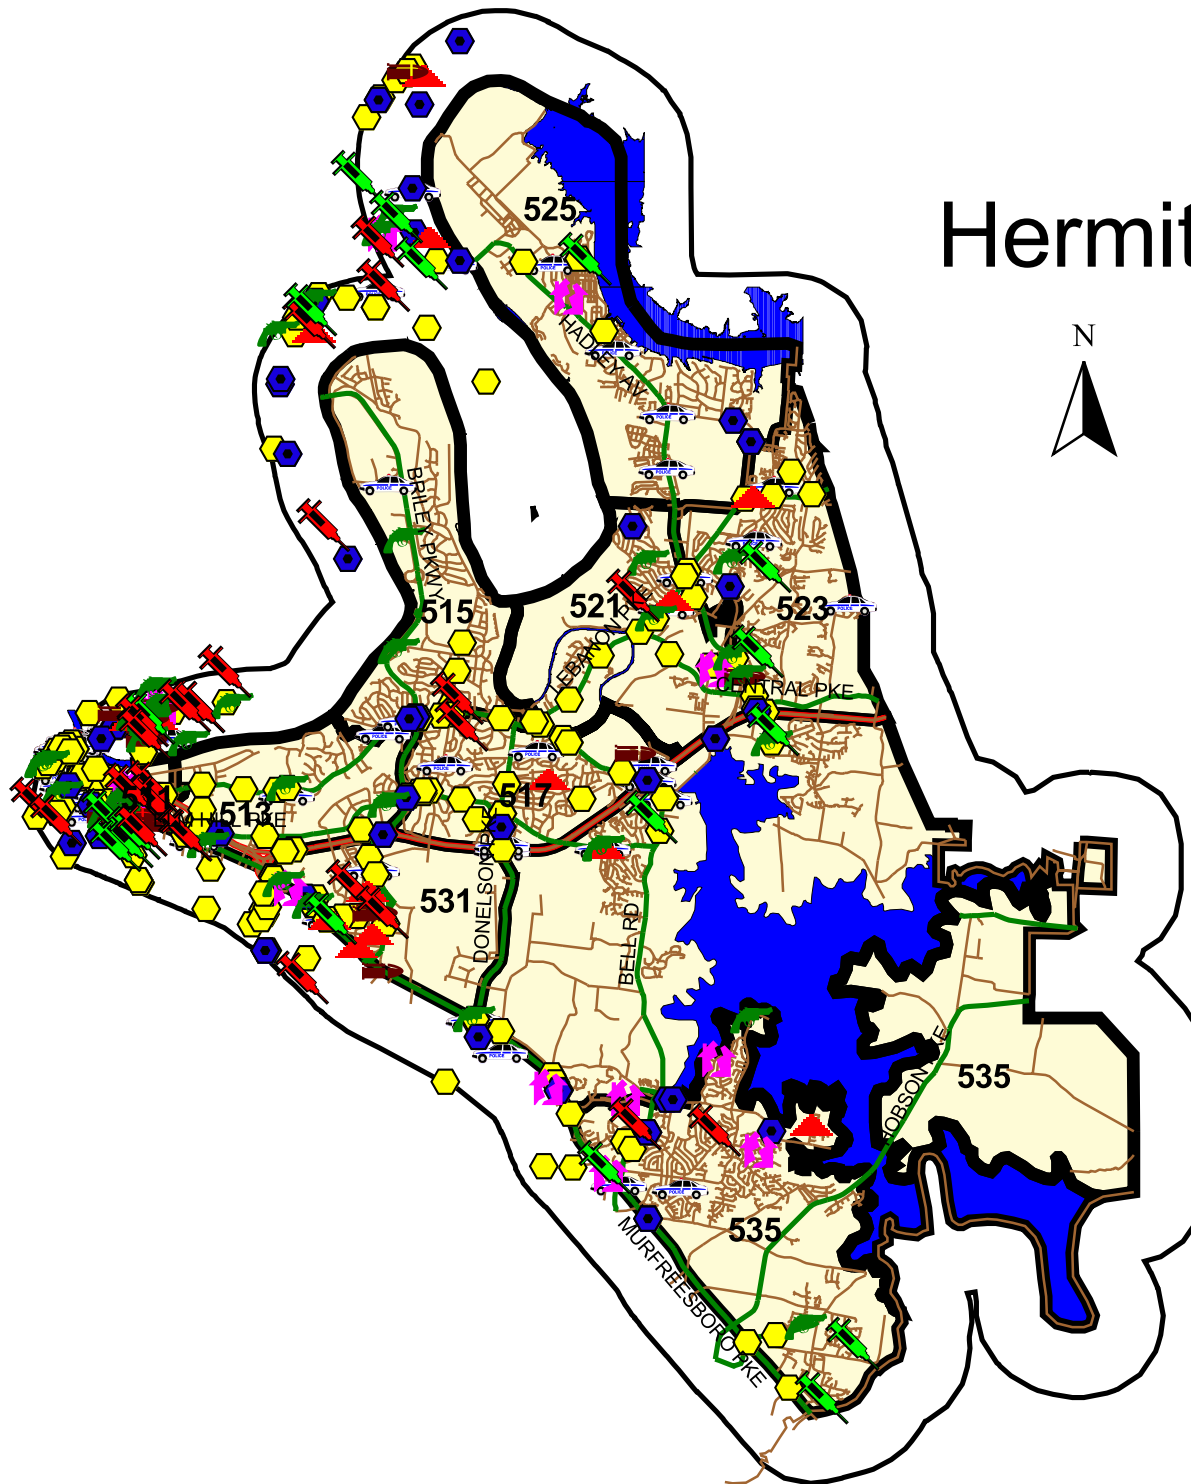 Hermit
N
525
HADLEY AV
BRILEY PKWY
515
521
523
LEBANON PKE
CENTRAL PKE
517
513
531
DONELSON PKE
BELL RD
535
HOBSON PKE
535
MURFREESBORO PKE